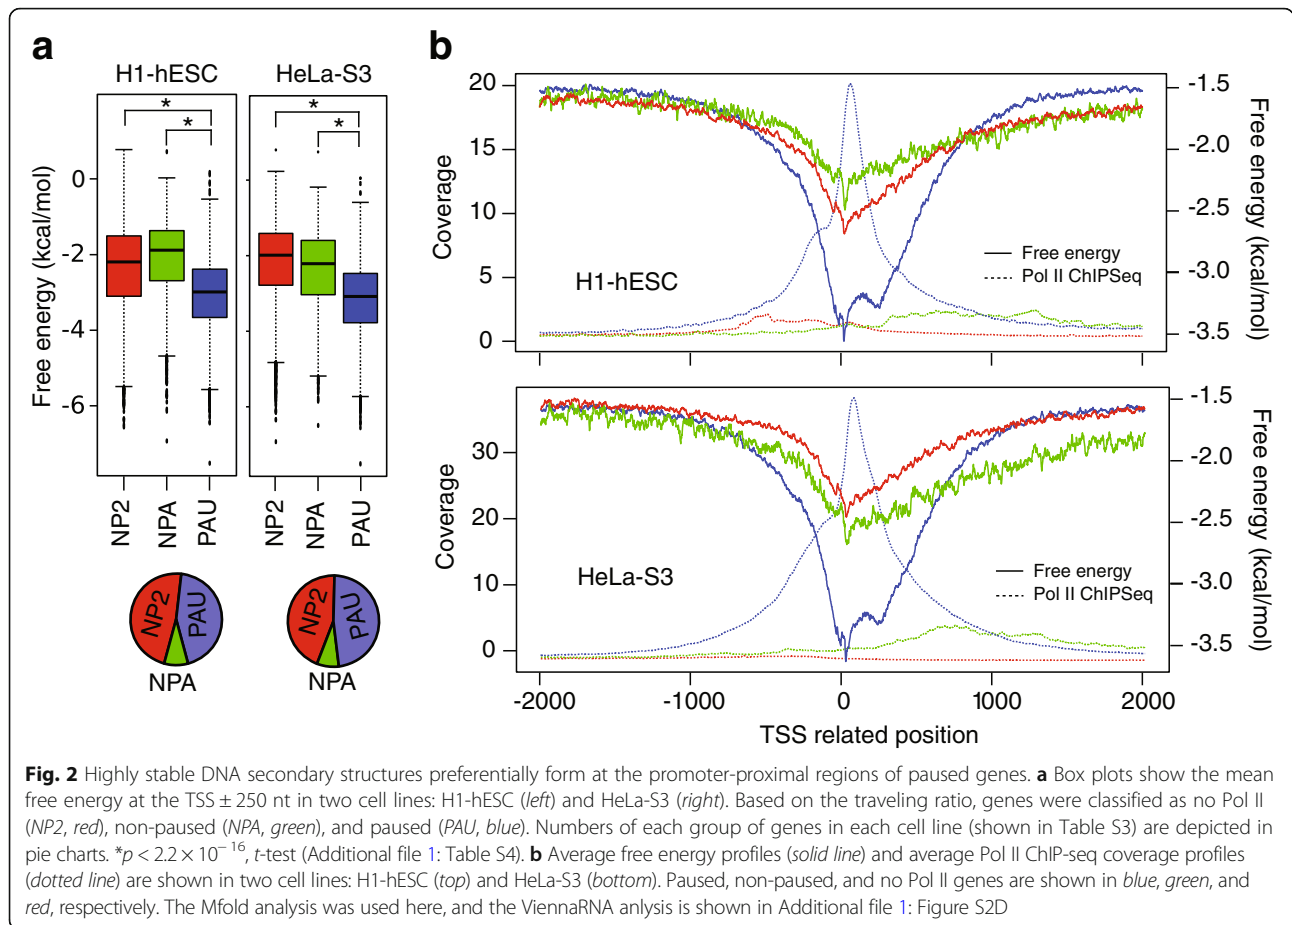 a
H1-hESC
HeLa-S3
*
*
*
*
Free energy (kcal/mol)
0
-2
-4
-6
NP2
NPA
PAU
NP2
NPA
PAU
NP2
PAU
NPA
NP2
PAU
NPA
b
20
15
10
5
0
Coverage
-1.5
-2.0
-2.5
-3.0
-3.5
Free energy
(kcal/mol)
Free energy
Pol II ChIPSeq
H1-hESC
30
20
10
0
Coverage
-1.5
-2.0
-2.5
-3.0
-3.5
Free energy
(kcal/mol)
Free energy
Pol II ChIPSeq
HeLa-S3
-2000
-1000
0
1000
2000
TSS related position
Fig. 2 Highly stable DNA secondary structures preferentially form at the promoter-proximal regions of paused genes. a Box plots show the mean
free energy at the TSS ± 250 nt in two cell lines: H1-hESC (left) and HeLa-S3 (right). Based on the traveling ratio, genes were classified as no Pol II
(NP2, red), non-paused (NPA, green), and paused (PAU, blue). Numbers of each group of genes in each cell line (shown in Table S3) are depicted in
pie charts. *p < 2.2 × 10⁻¹⁶, t-test (Additional file 1: Table S4). b Average free energy profiles (solid line) and average Pol II ChIP-seq coverage profiles
(dotted line) are shown in two cell lines: H1-hESC (top) and HeLa-S3 (bottom). Paused, non-paused, and no Pol II genes are shown in blue, green, and
red, respectively. The Mfold analysis was used here, and the ViennaRNA anlysis is shown in Additional file 1: Figure S2D